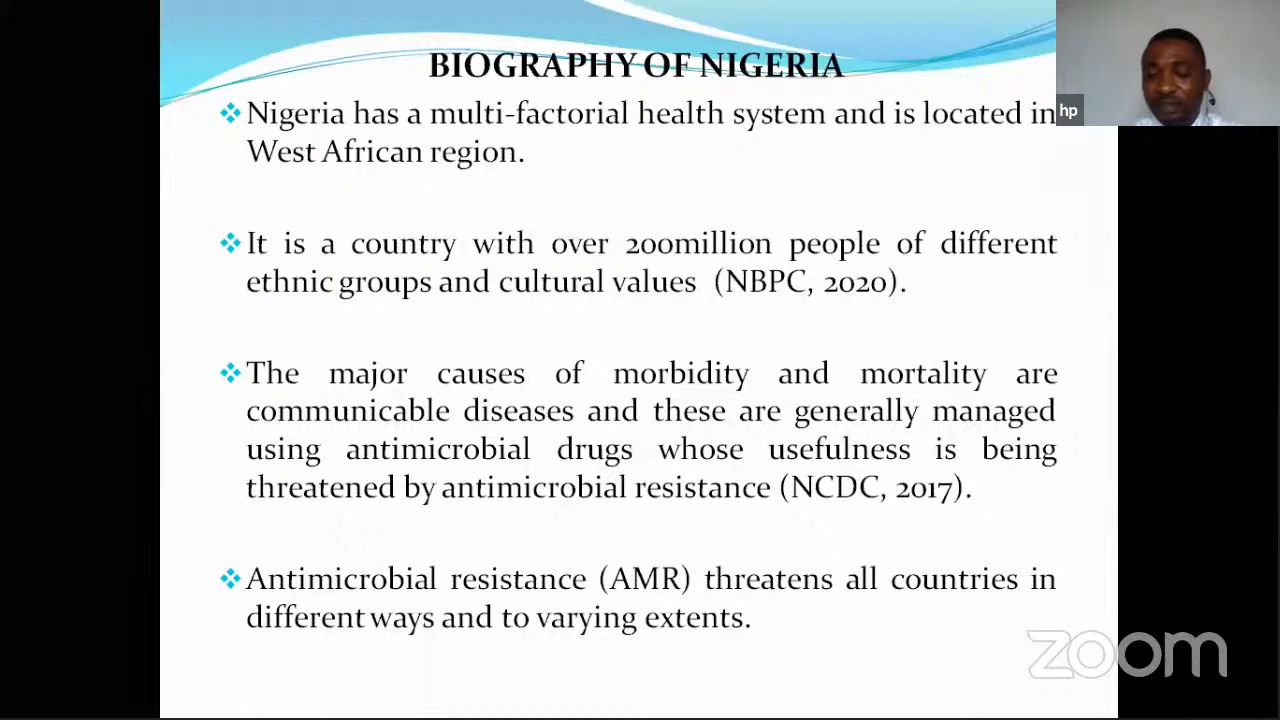 BIOGRAPHY OF NIGERIA
Nigeria has a multi-factorial health system and is located in
West African region.
It is a country with over 200million people of different
ethnic groups and cultural values (NBPC, 2020).
The major causes of morbidity and mortality are
communicable diseases and these are generally managed
using antimicrobial drugs whose usefulness is being
threatened by antimicrobial resistance (NCDC, 2017).
Antimicrobial resistance (AMR) threatens all countries in
different ways and to varying extents.
hp
zoom